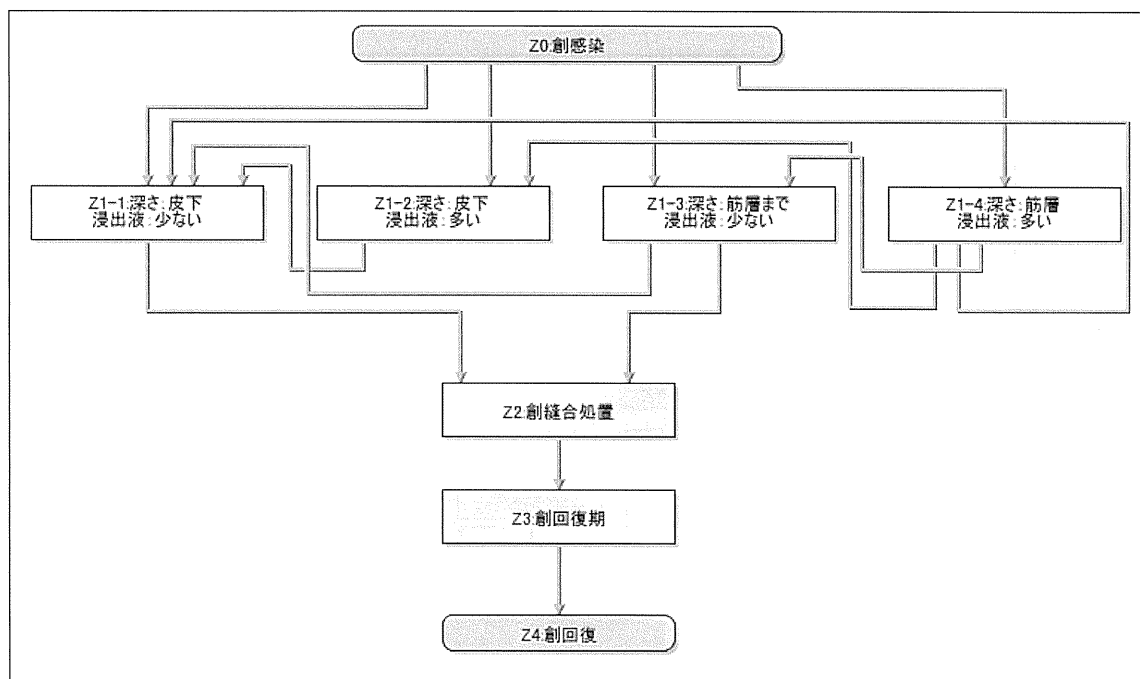 Z0:創感染
Z1-1:深さ:皮下
浸出液:少ない
Z1-2:深さ:皮下
浸出液:多い
Z1-3:深さ:筋層まで
浸出液:少ない
Z1-4:深さ:筋層
浸出液:多い
Z2:創縫合処置
Z3:創回復期
Z4:創回復